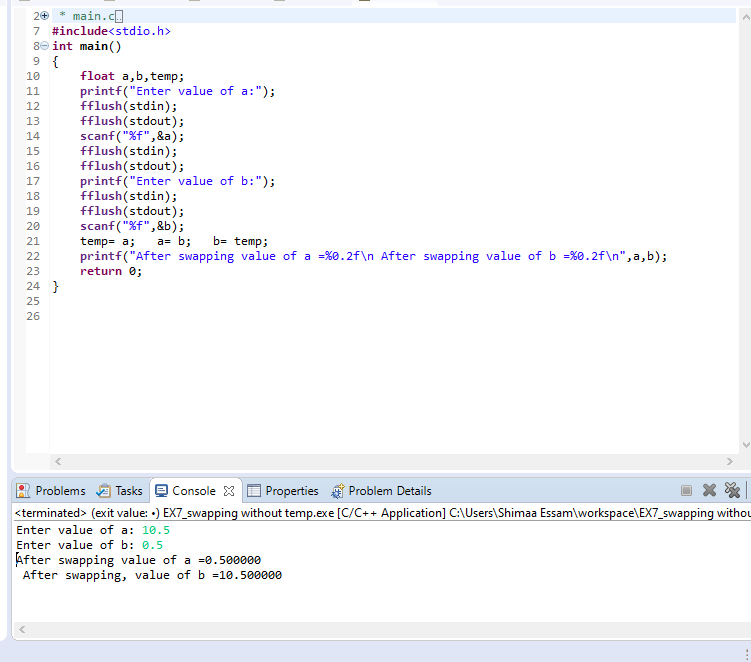 2 * main.c
7 #include<stdio.h>
8 int main()
9 {
10 float a,b,temp;
11 printf("Enter value of a:");
12 fflush(stdin);
13 fflush(stdout);
14 scanf("%f",&a);
15 fflush(stdin);
16 fflush(stdout);
17 printf("Enter value of b:");
18 fflush(stdin);
19 fflush(stdout);
20 scanf("%f",&b);
21 temp= a;   a= b;   b= temp;
22 printf("After swapping value of a =%0.2f\n After swapping value of b =%0.2f\n",a,b);
23 return 0;
24 }
25
26
Problems Tasks Console Properties Problem Details
<terminated> (exit value: •) EX7_swapping without temp.exe [C/C++ Application] C:\Users\Shimaa Essam\workspace\EX7_swapping withou
Enter value of a: 10.5
Enter value of b: 0.5
After swapping value of a =0.500000
After swapping, value of b =10.500000